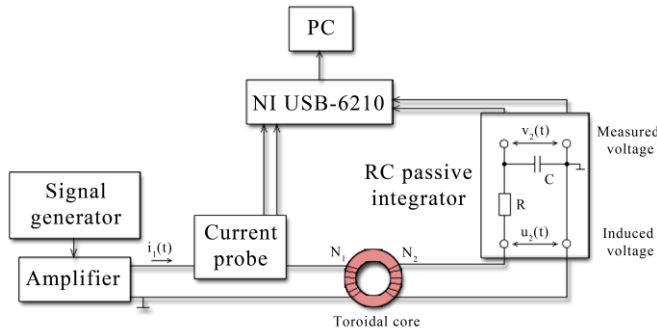 PC
NI USB-6210
v₂(t)
Measured
voltage
C
RC passive
integrator
R
Signal
generator
u₂(t)
Induced
voltage
Current
probe
i₁(t)
N₁
N₂
Amplifier
Toroidal core